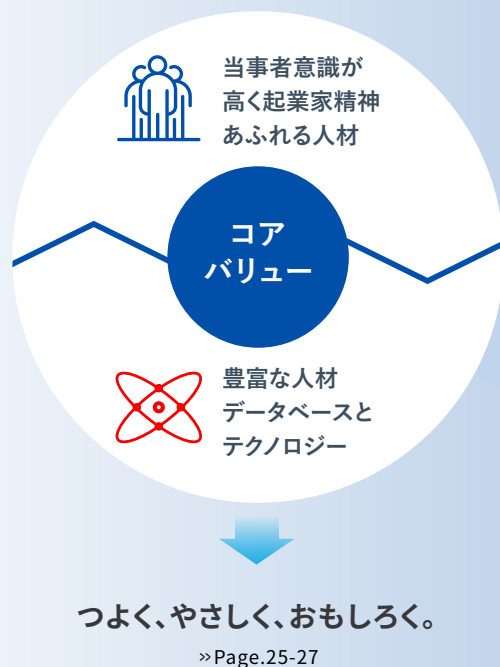 当事者意識が
高く起業家精神
あふれる人材
コア
バリュー
豊富な人材
データベースと
テクノロジー
つよく、やさしく、おもしろく。
»Page.25-27